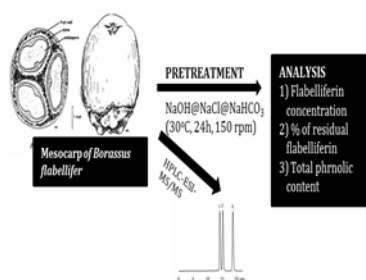 PRETREATMENT
NaOH@NaCl@NaHCO3
(30°C, 24h, 150 rpm)
ANALYSIS
1) Flabelliferin
concentration
2) % of residual
flabelliferin
3) Total phrnolic
content
Mesocarp of Borassus
flabellifer
HPLC-ESI-
MS/MS